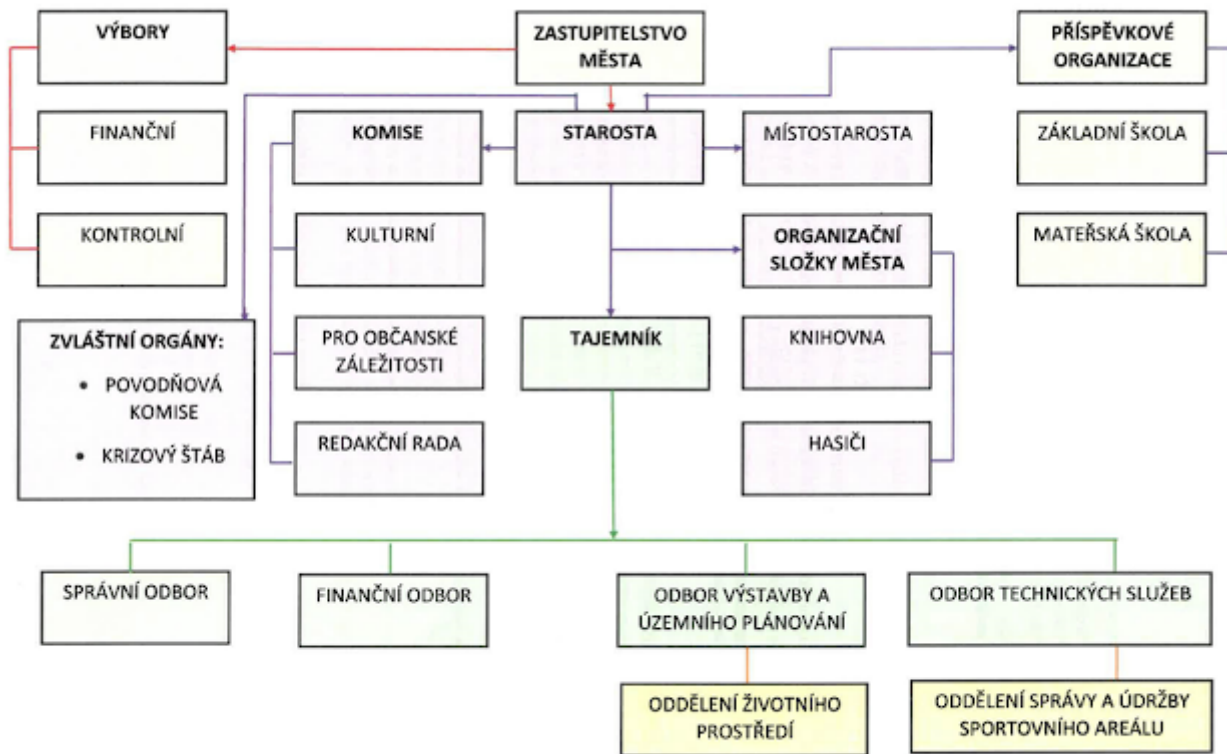 VÝBORY
ZASTUPITELSTVO
MĚSTA
PŘÍSPĚVKOVÉ
ORGANIZACE
FINANČNÍ
KOMISE
STAROSTA
MÍSTOSTAROSTA
ZÁKLADNÍ ŠKOLA
KONTROLNÍ
KULTURNÍ
ORGANIZAČNÍ
SLOŽKY MĚSTA
MATEŘSKÁ ŠKOLA
ZVLÁŠTNÍ ORGÁNY:
• POVODŇOVÁ
KOMISE
• KRIZOVÝ ŠTÁB
PRO OBČANSKÉ
ZÁLEŽITOSTI
TAJEMNÍK
KNIHOVNA
REDAKČNÍ RADA
HASIČI
SPRÁVNÍ ODBOR
FINANČNÍ ODBOR
ODBOR VÝSTAVBY A
ÚZEMNÍHO PLÁNOVÁNÍ
ODBOR TECHNICKÝCH SLUŽEB
ODDĚLENÍ ŽIVOTNÍHO
PROSTŘEDÍ
ODDĚLENÍ SPRÁVY A ÚDRŽBY
SPORTOVNÍHO AREÁLU